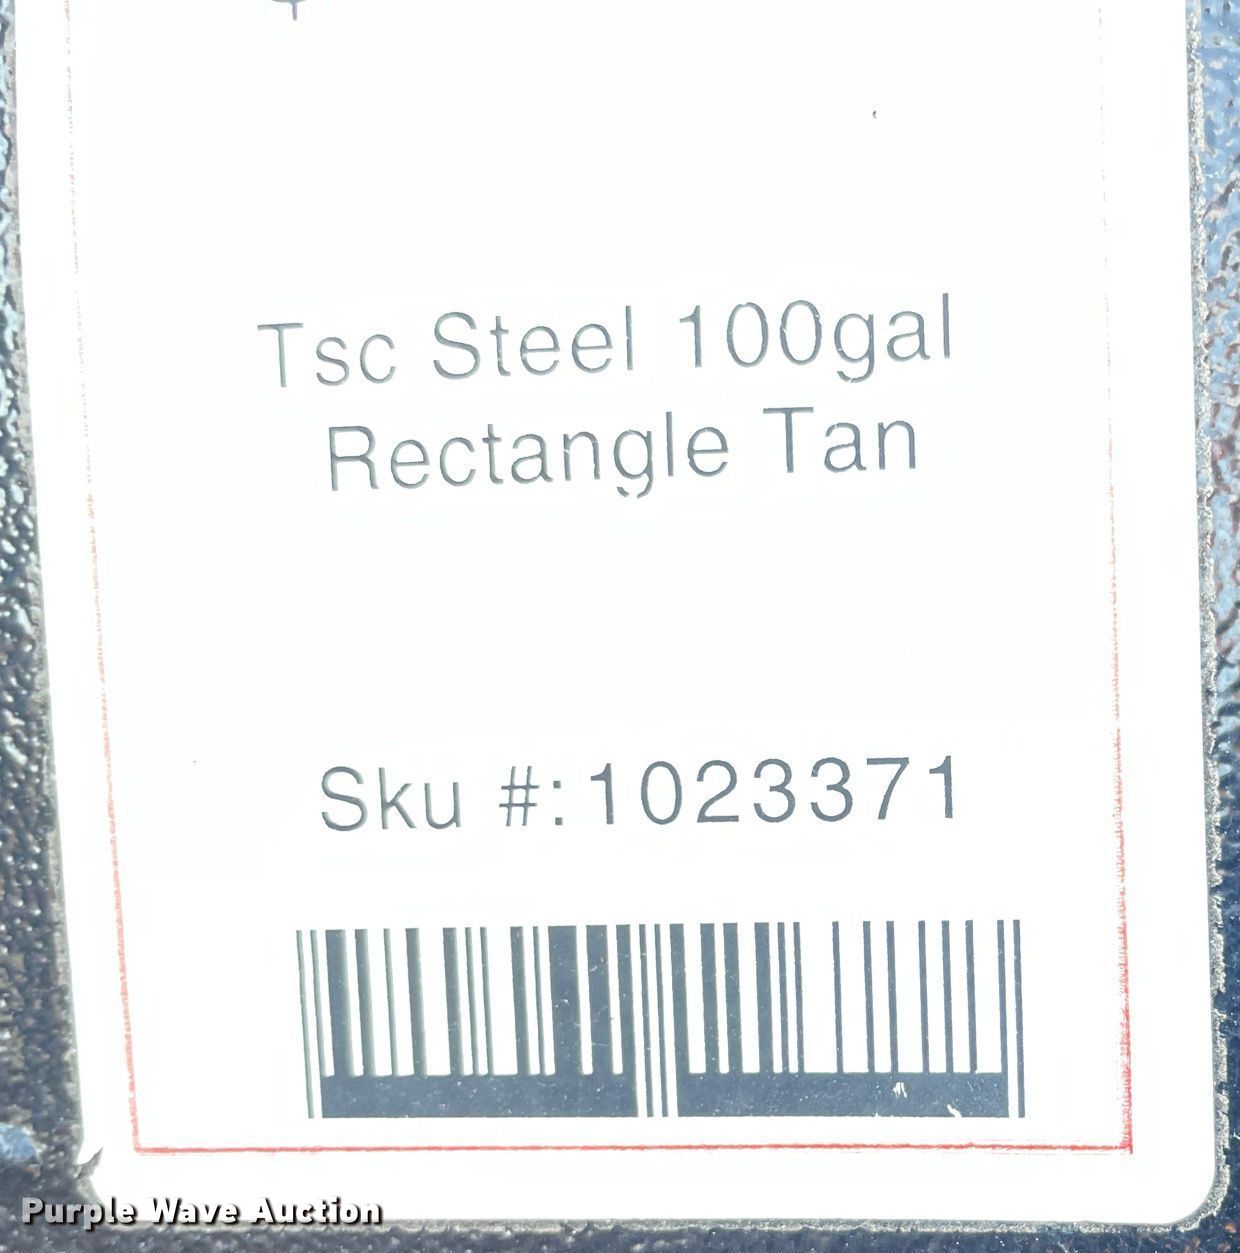 Tsc Steel 100gal
Rectangle Tan
Sku #: 1023371
Purple Wave Auction